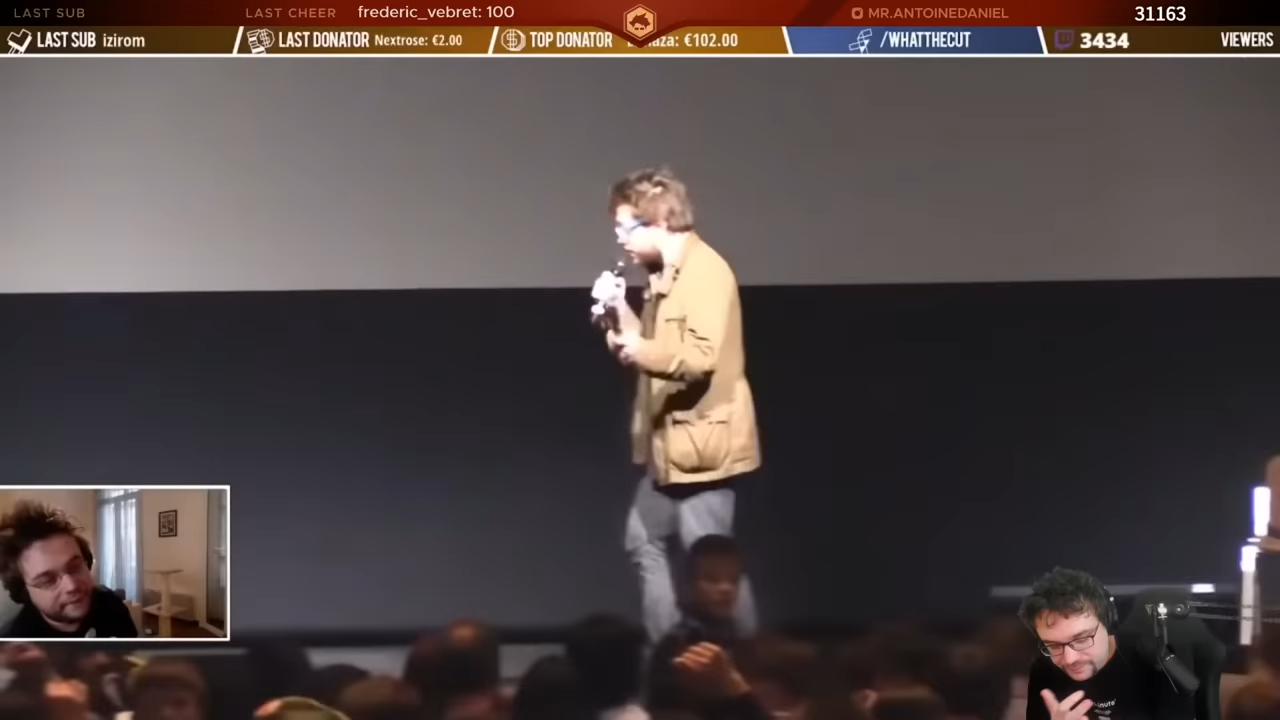 LAST SUB
LAST CHEER frederic_vebret: 100
MR.ANTOINEDANIEL
31163
LAST SUB izirom
LAST DONATOR Nextrose: €2.00
TOP DONATOR €102.00
/WHATTHECUT
3434 VIEWERS